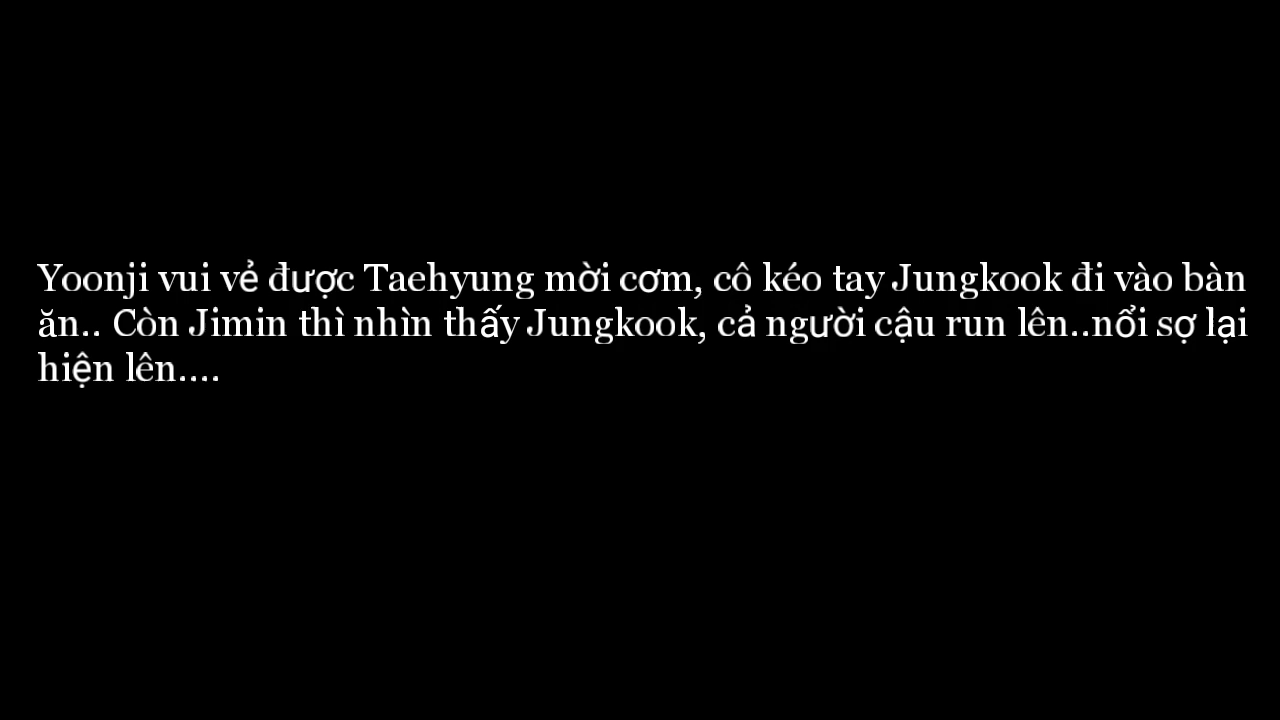 Yoonji vui vẻ được Taehyung mời cơm, cô kéo tay Jungkook đi vào bàn
ăn.. Còn Jimin thì nhìn thấy Jungkook, cả người cậu run lên..nổi sợ lại
hiện lên....